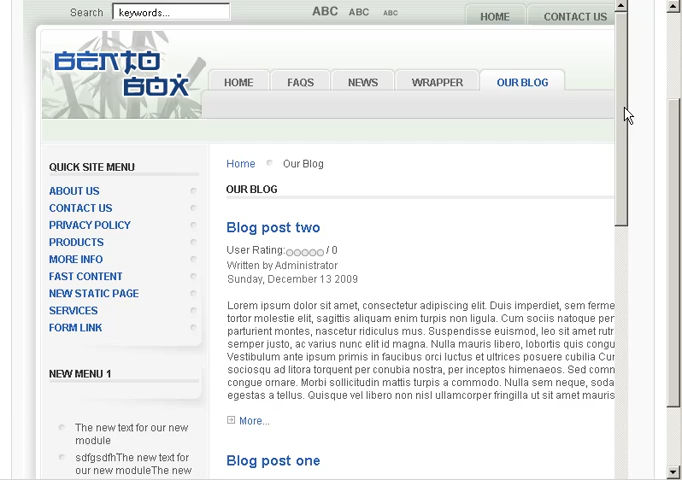 Search keywords... ABC ABC ABC HOME CONTACT US
BENTO
BOX
HOME FAQS NEWS WRAPPER OUR BLOG
QUICK SITE MENU
ABOUT US
CONTACT US
PRIVACY POLICY
PRODUCTS
MORE INFO
FAST CONTENT
NEW STATIC PAGE
SERVICES
FORM LINK
NEW MENU 1
The new text for our new
module
sdfgsdfhThe new text for
our new moduleThe new
Home Our Blog
OUR BLOG
Blog post two
User Rating: / 0
Written by Administrator
Sunday, December 13 2009
Lorem ipsum dolor sit amet, consectetur adipiscing elit. Duis imperdiet, sem ferme
tortor molestie elit, sagittis aliquam enim turpis non ligula. Cum sociis natoque per
parturient montes, nascetur ridiculus mus. Suspendisse euismod, leo sit amet rutr
semper justo, ac varius nunc elit id magna. Nulla mauris libero, lobortis quis congu
Vestibulum ante ipsum primis in faucibus orci luctus et ultrices posuere cubilia Cur
sociosqu ad litora torquent per conubia nostra, per inceptos himenaeos. Sed comn
congue ornare. Morbi sollicitudin mattis turpis a commodo. Nulla sem neque, soda
egestas a tellus. Quisque vel libero non nisl ullamcorper fringilla ut sit amet mauris
More...
Blog post one